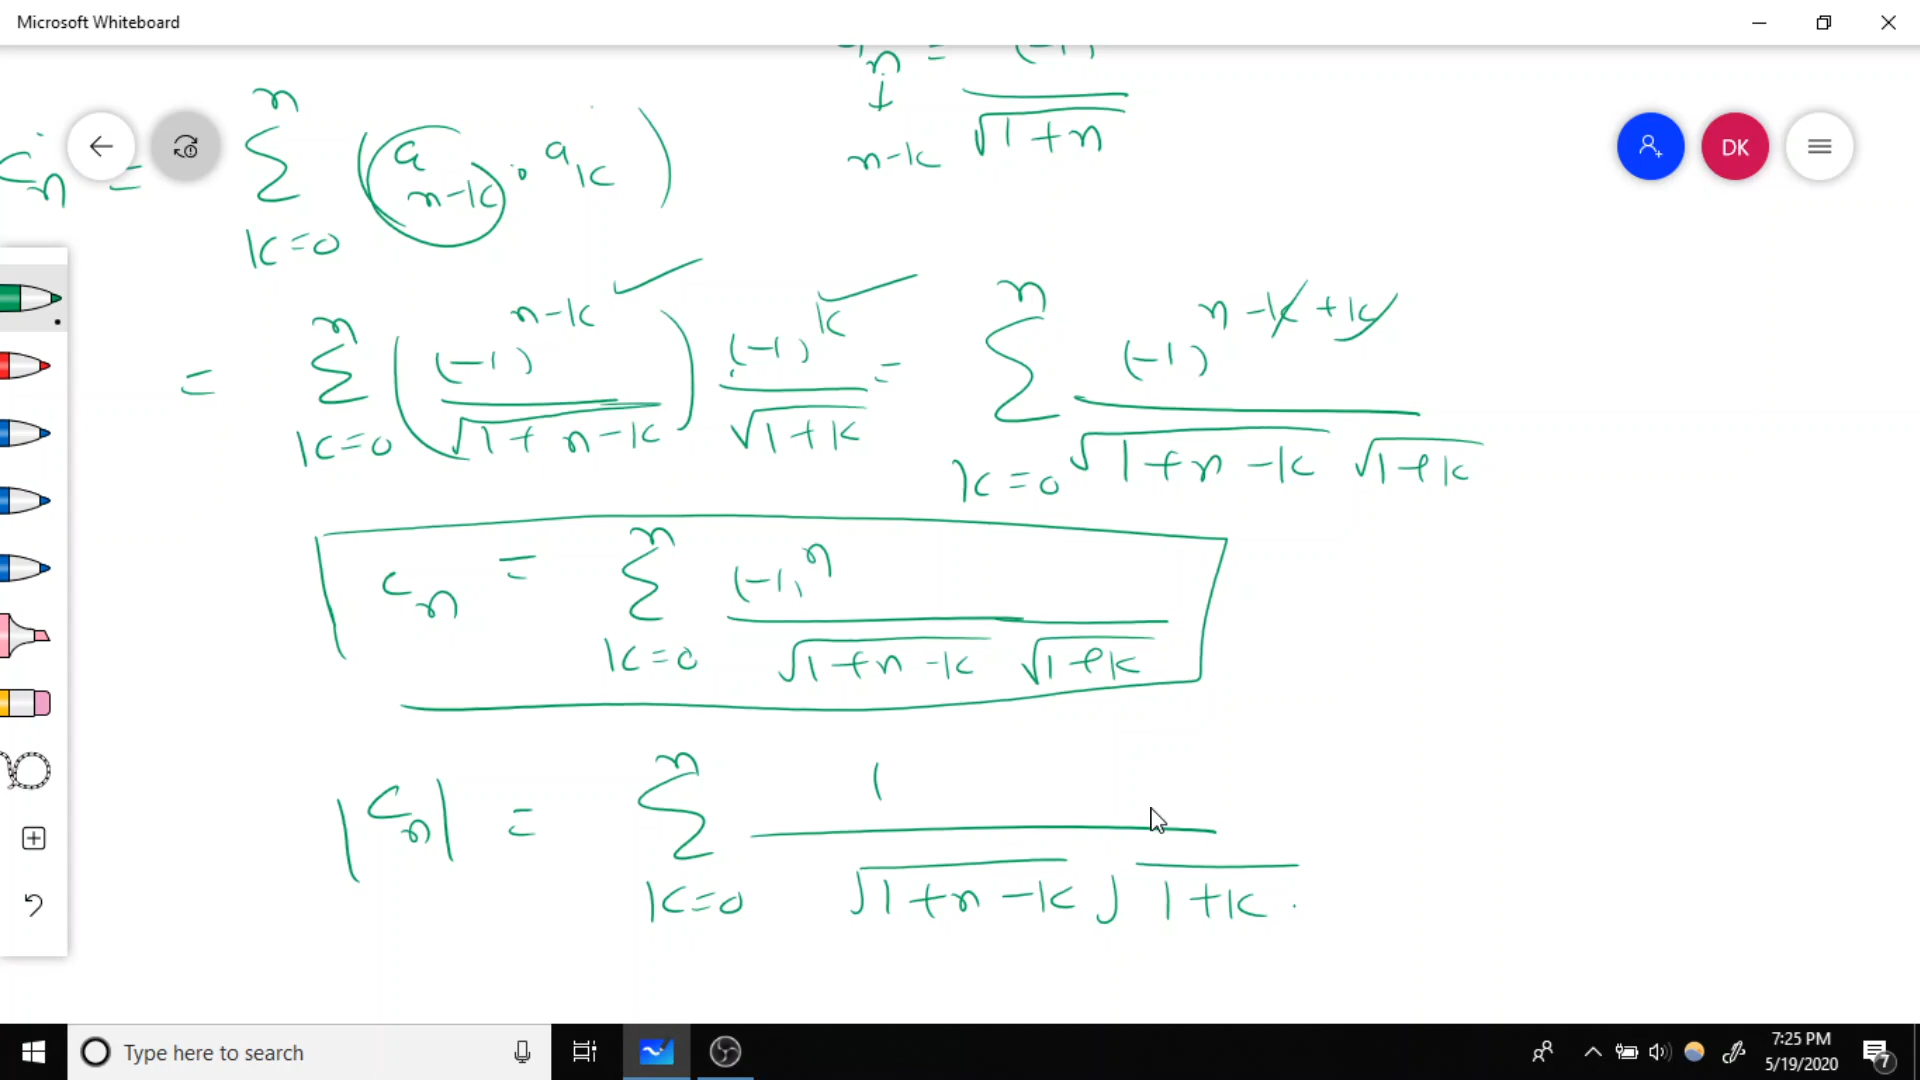 Microsoft Whiteboard
n = (-1)
√1+n
↓
n-k
DK
c_n = Σ_{k=0}^{n} (a_{n-k} · a_k)
= Σ_{k=0}^{n} ((-1)^{n-k} / √1+n-k) (-1)^k / √1+k = Σ_{k=0}^{n} (-1)^{n-k+k} / √1+n-k √1+k
c_n = Σ_{k=0}^{n} (-1)^n / √1+n-k √1+k
|c_n| = Σ_{k=0}^{n} 1 / √1+n-k √1+k
Type here to search
7:25 PM
5/19/2020
7